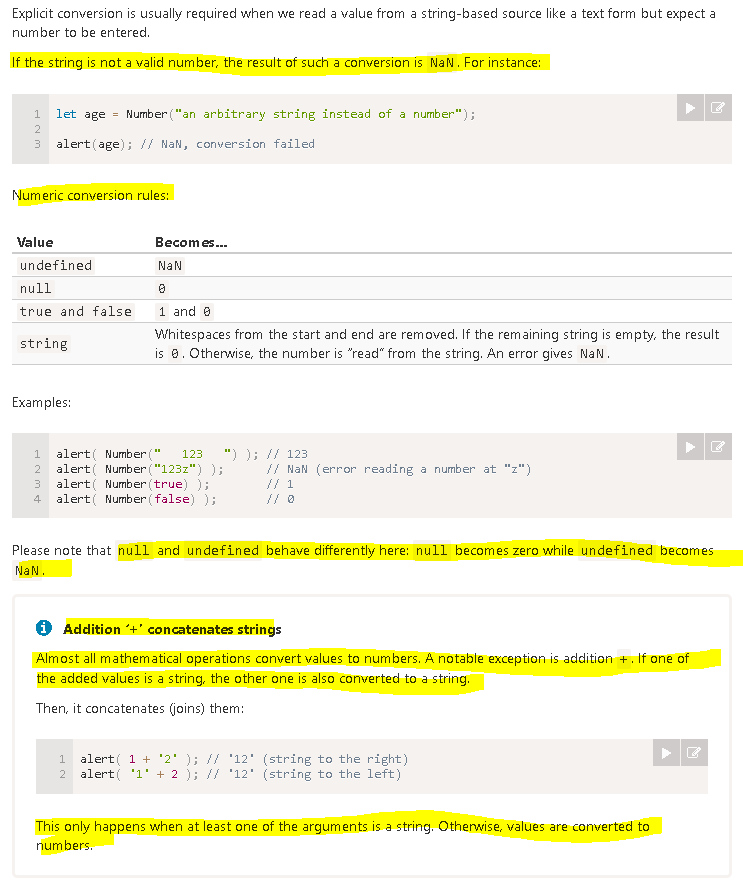 Explicit conversion is usually required when we read a value from a string-based source like a text form but expect a
number to be entered.
If the string is not a valid number, the result of such a conversion is NaN. For instance:
1 let age = Number("an arbitrary string instead of a number");
2
3 alert(age); // NaN, conversion failed
Numeric conversion rules:
Value Becomes...
undefined NaN
null 0
true and false 1 and 0
string Whitespaces from the start and end are removed. If the remaining string is empty, the result
is 0. Otherwise, the number is “read” from the string. An error gives NaN.
Examples:
1 alert( Number("   123   ") ); // 123
2 alert( Number("123z") );      // NaN (error reading a number at "z")
3 alert( Number(true) );        // 1
4 alert( Number(false) );       // 0
Please note that null and undefined behave differently here: null becomes zero while undefined becomes
NaN.
Addition ‘+’ concatenates strings
Almost all mathematical operations convert values to numbers. A notable exception is addition +. If one of
the added values is a string, the other one is also converted to a string.
Then, it concatenates (joins) them:
1 alert( 1 + '2' ); // '12' (string to the right)
2 alert( '1' + 2 ); // '12' (string to the left)
This only happens when at least one of the arguments is a string. Otherwise, values are converted to
numbers.